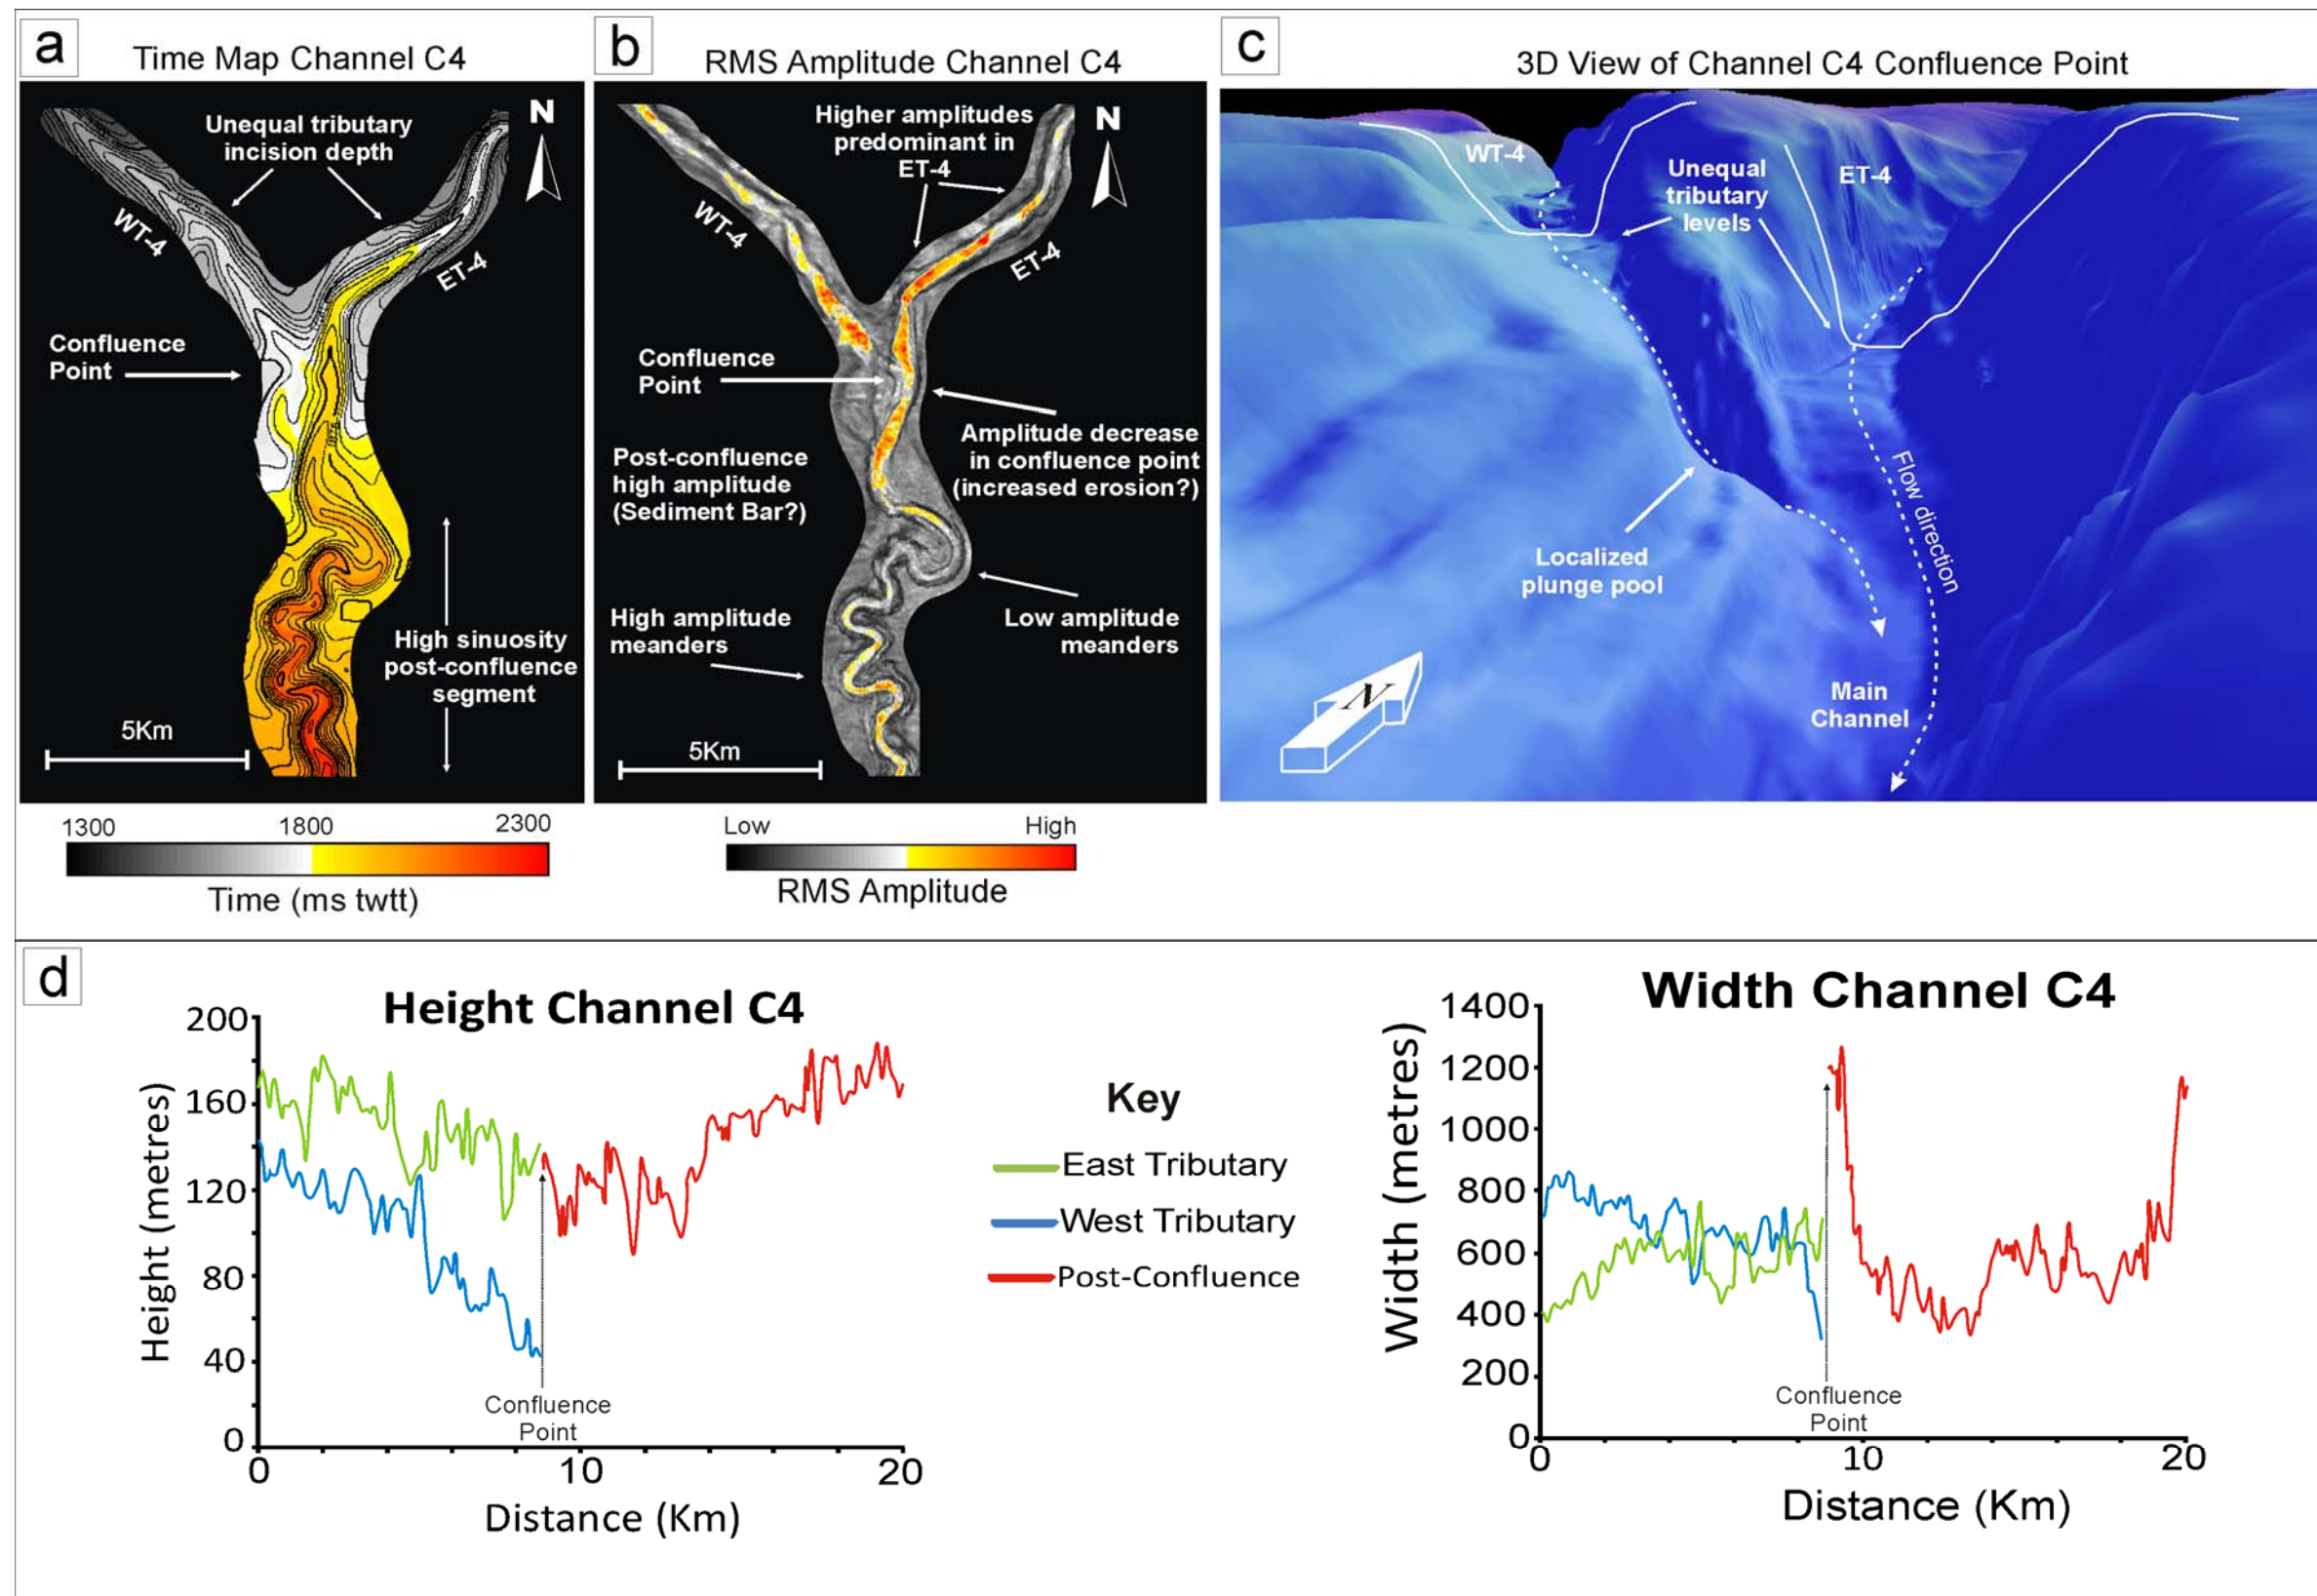 a
Time Map Channel C4
Unequal tributary
incision depth
N
WT-4
ET-4
Confluence
Point
High sinuosity
post-confluence
segment
5Km
1300 1800 2300
Time (ms twtt)
b
RMS Amplitude Channel C4
Higher amplitudes
predominant in
ET-4
N
WT-4
ET-4
Confluence
Point
Amplitude decrease
in confluence point
(increased erosion?)
Post-confluence
high amplitude
(Sediment Bar?)
High amplitude
meanders
Low amplitude
meanders
5Km
Low High
RMS Amplitude
c
3D View of Channel C4 Confluence Point
WT-4
Unequal
tributary
levels
ET-4
Flow direction
Localized
plunge pool
Main
Channel
N
d
Height Channel C4
Height (metres)
200
160
120
80
40
0
0 10 20
Confluence
Point
Distance (Km)
Key
East Tributary
West Tributary
Post-Confluence
Width Channel C4
Width (metres)
1400
1200
1000
800
600
400
200
0
0 10 20
Confluence
Point
Distance (Km)